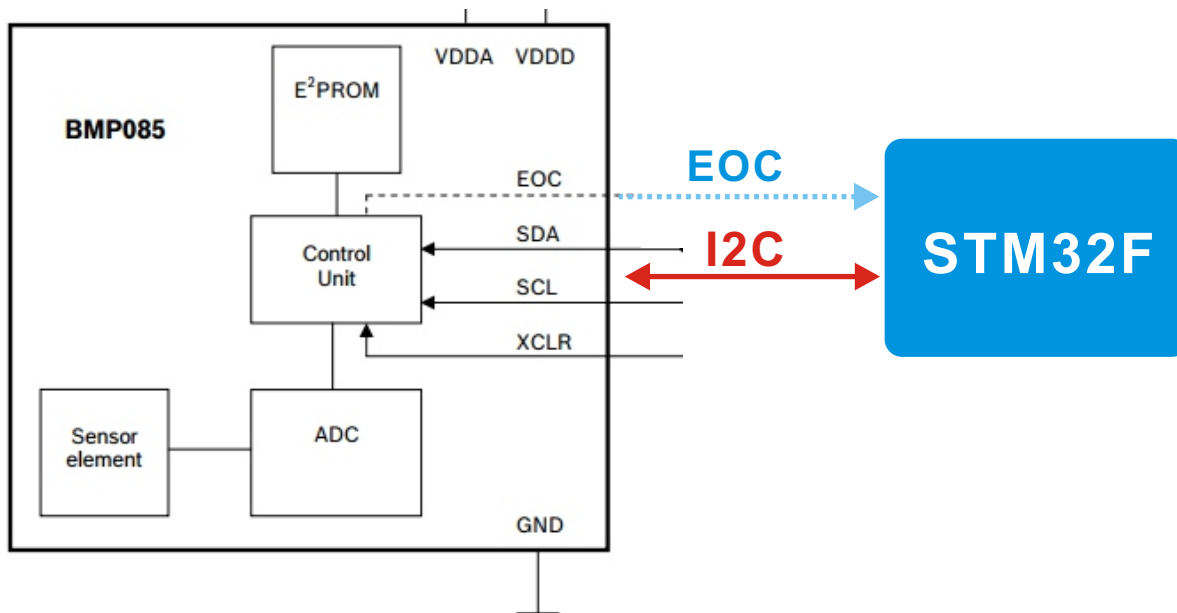 VDDA VDDD
E²PROM
BMP085
EOC
EOC
SDA
I2C
STM32F
Control
Unit
SCL
XCLR
Sensor
element
ADC
GND